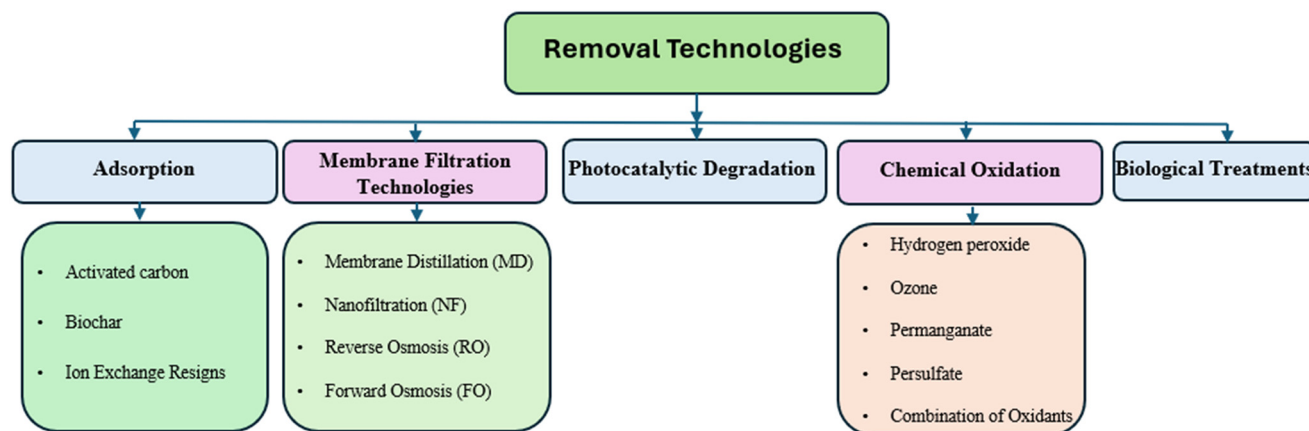 Removal Technologies
Adsorption
Membrane Filtration
Technologies
Photocatalytic Degradation
Chemical Oxidation
Biological Treatments
• Activated carbon
• Biochar
• Ion Exchange Resigns
• Membrane Distillation (MD)
• Nanofiltration (NF)
• Reverse Osmosis (RO)
• Forward Osmosis (FO)
• Hydrogen peroxide
• Ozone
• Permanganate
• Persulfate
• Combination of Oxidants